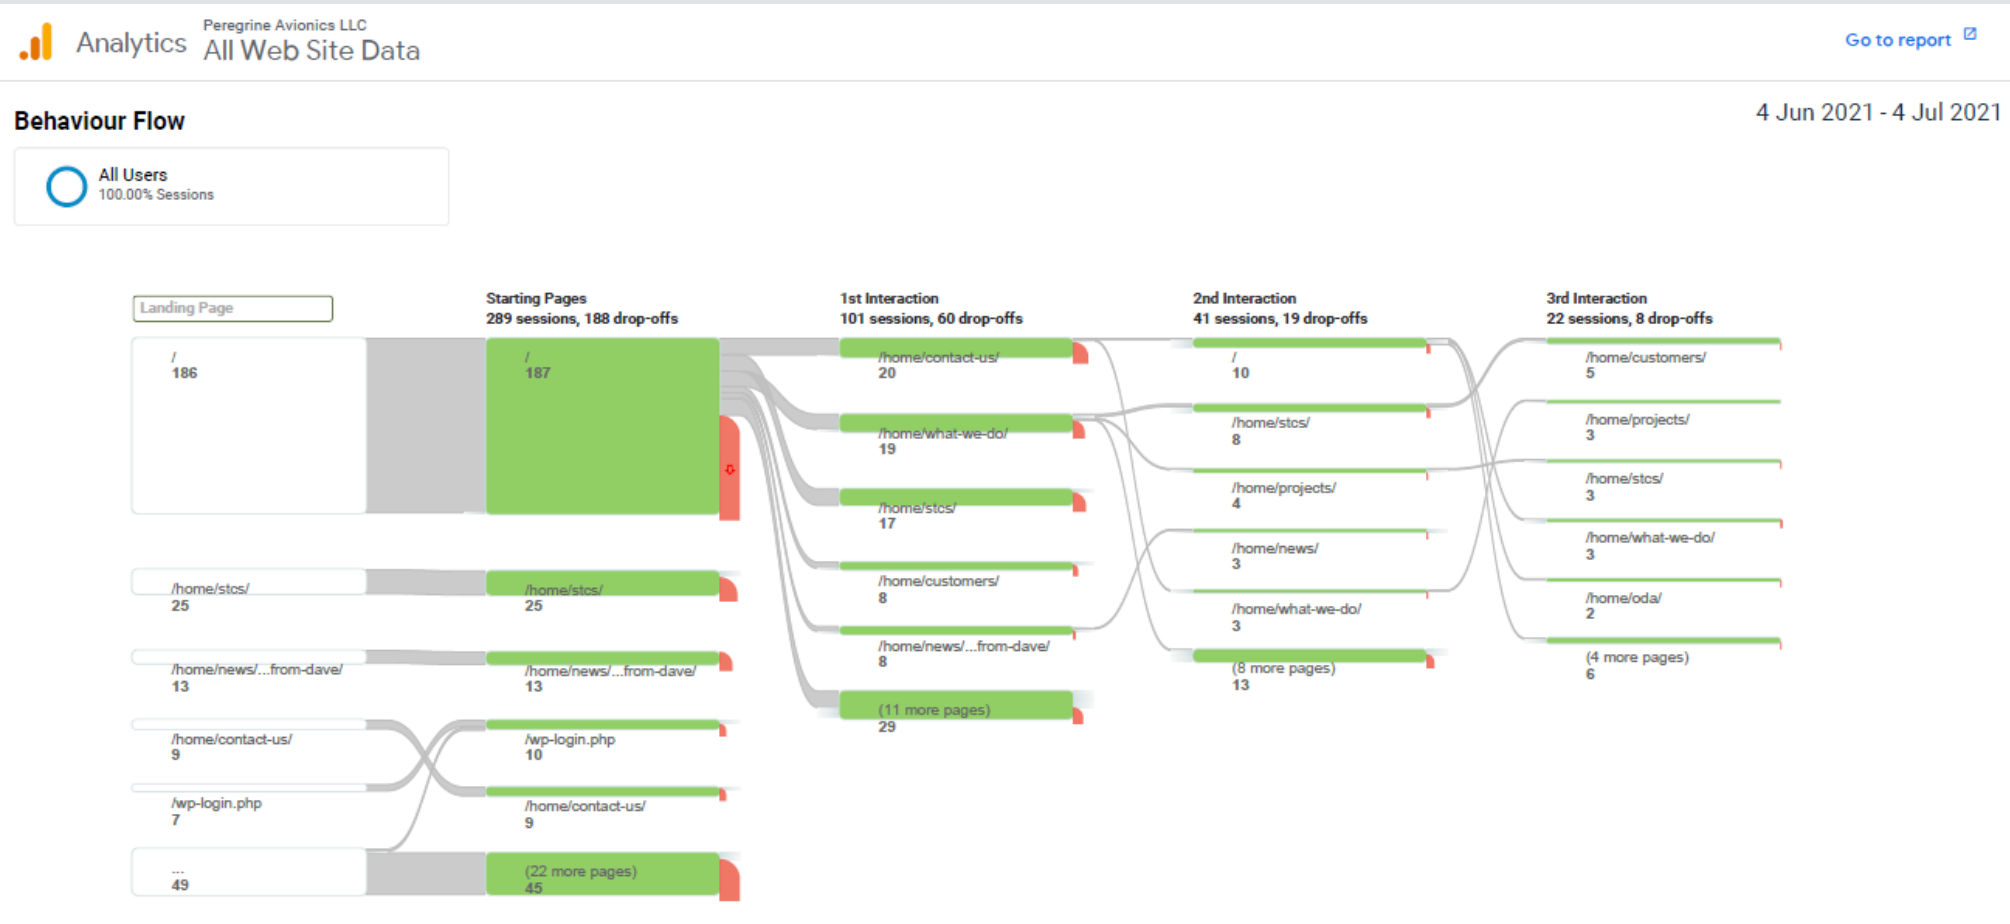 Analytics
Peregrine Avionics LLC
All Web Site Data
Go to report
Behaviour Flow
4 Jun 2021 - 4 Jul 2021
All Users
100.00% Sessions
Landing Page
/
186
/home/stcs/
25
/home/news/...from-dave/
13
/home/contact-us/
9
/wp-login.php
7
...
49
Starting Pages
289 sessions, 188 drop-offs
/
187
/home/stcs/
25
/home/news/...from-dave/
13
/wp-login.php
10
/home/contact-us/
9
(22 more pages)
45
1st Interaction
101 sessions, 60 drop-offs
/home/contact-us/
20
/home/what-we-do/
19
/home/stcs/
17
/home/customers/
8
/home/news/...from-dave/
8
(11 more pages)
29
2nd Interaction
41 sessions, 19 drop-offs
/
10
/home/stcs/
8
/home/projects/
4
/home/news/
3
/home/what-we-do/
3
(8 more pages)
13
3rd Interaction
22 sessions, 8 drop-offs
/home/customers/
5
/home/projects/
3
/home/stcs/
3
/home/what-we-do/
3
/home/oda/
2
(4 more pages)
6